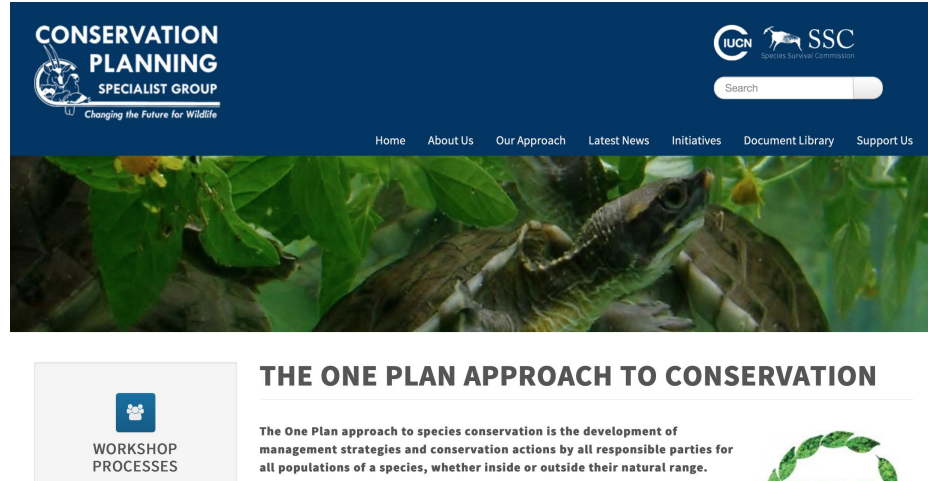 CONSERVATION
PLANNING
SPECIALIST GROUP
Changing the Future for Wildlife
IUCN SSC
Species Survival Commission
Search
Home About Us Our Approach Latest News Initiatives Document Library Support Us
THE ONE PLAN APPROACH TO CONSERVATION
WORKSHOP
PROCESSES
The One Plan approach to species conservation is the development of
management strategies and conservation actions by all responsible parties for
all populations of a species, whether inside or outside their natural range.